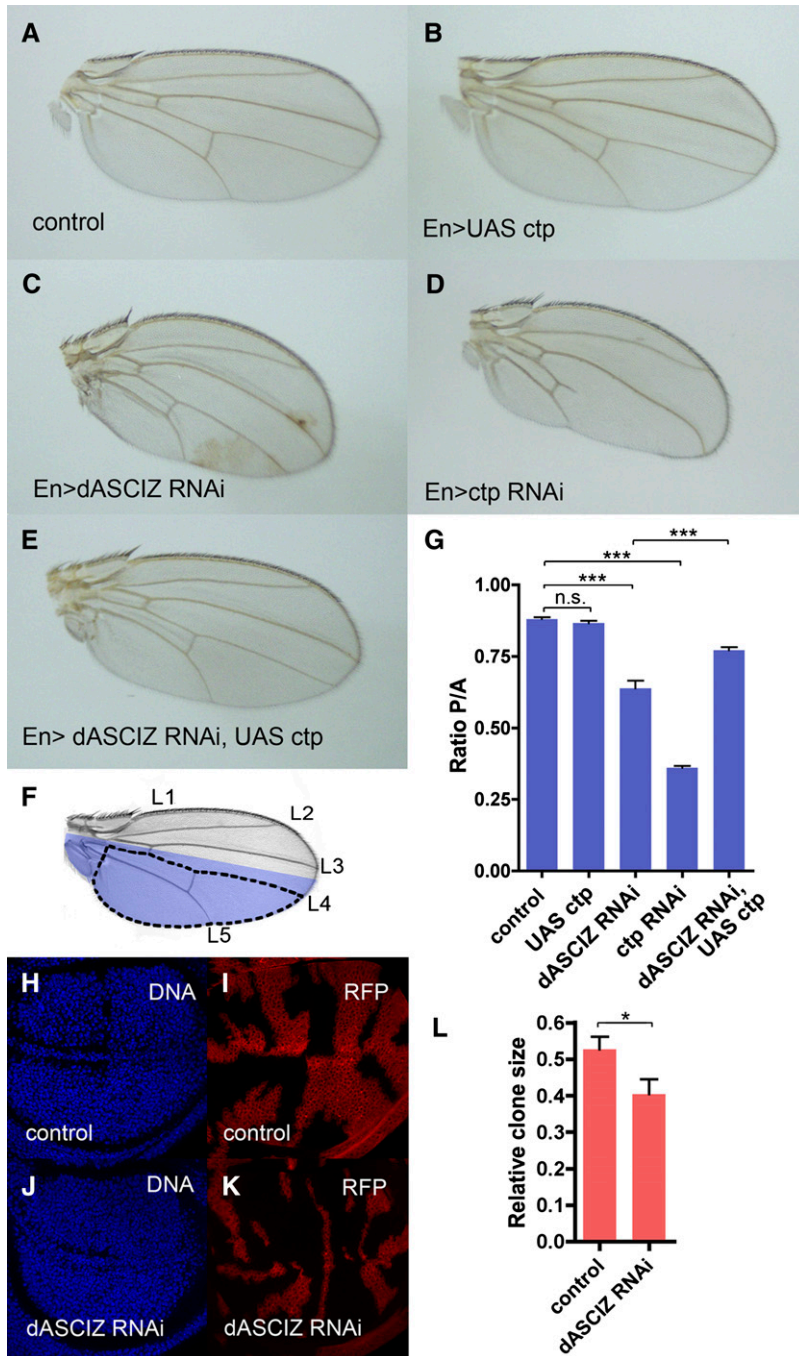 A
control
B
En>UAS ctp
C
En>dASCIZ RNAi
D
En>ctp RNAi
E
En> dASCIZ RNAi, UAS ctp
F
L1
L2
L3
L4
L5
G
***
***
***
n.s.
1.00
0.75
0.50
0.25
0.00
Ratio P/A
control
UAS ctp
dASCIZ RNAi
ctp RNAi
dASCIZ RNAi,
UAS ctp
H
DNA
control
I
RFP
control
J
DNA
dASCIZ RNAi
K
RFP
dASCIZ RNAi
L
*
0.6
0.5
0.4
0.3
0.2
0.1
0.0
Relative clone size
control
dASCIZ RNAi